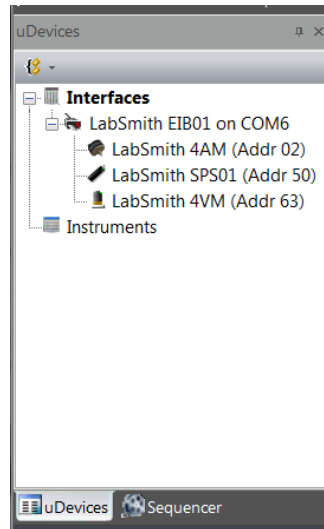 uDevices
Interfaces
LabSmith EIB01 on COM6
LabSmith 4AM (Addr 02)
LabSmith SPS01 (Addr 50)
LabSmith 4VM (Addr 63)
Instruments
uDevices Sequencer